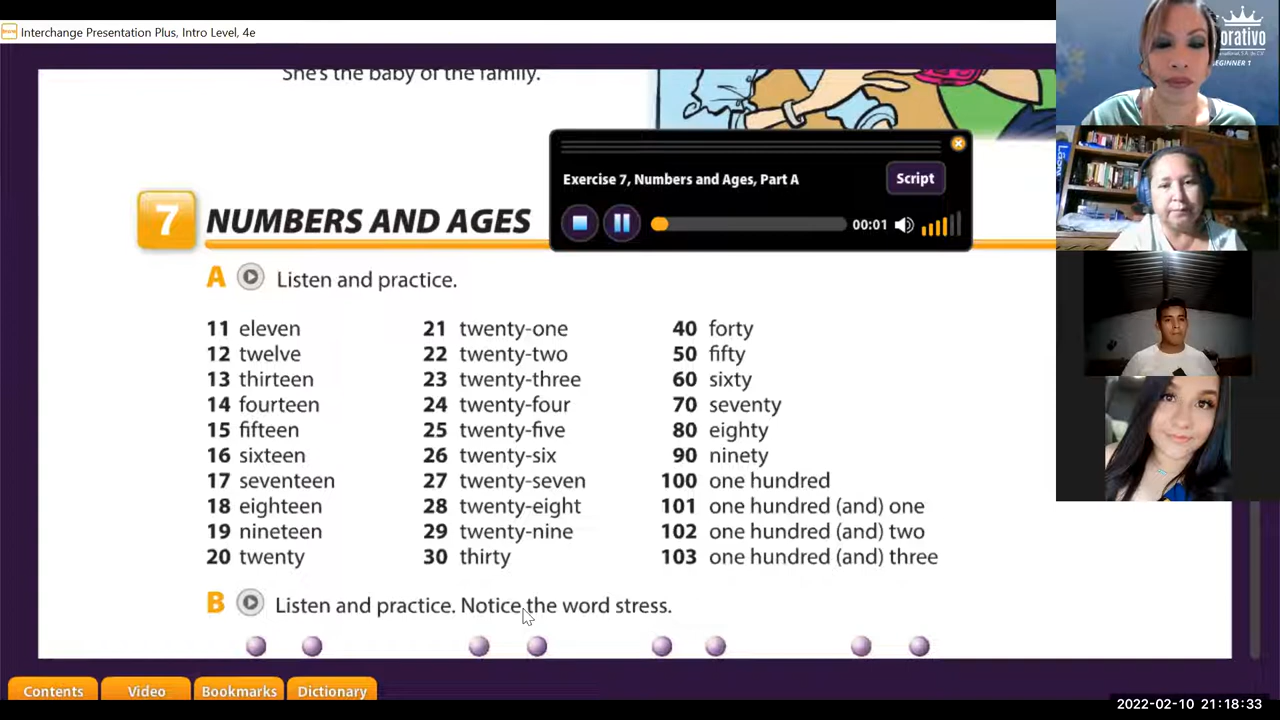 Interchange Presentation Plus, Intro Level, 4e
orativo
BEGINNER 1
She's the baby of the family.
Exercise 7, Numbers and Ages, Part A
Script
00:01
7 NUMBERS AND AGES
A Listen and practice.
11 eleven 21 twenty-one 40 forty
12 twelve 22 twenty-two 50 fifty
13 thirteen 23 twenty-three 60 sixty
14 fourteen 24 twenty-four 70 seventy
15 fifteen 25 twenty-five 80 eighty
16 sixteen 26 twenty-six 90 ninety
17 seventeen 27 twenty-seven 100 one hundred
18 eighteen 28 twenty-eight 101 one hundred (and) one
19 nineteen 29 twenty-nine 102 one hundred (and) two
20 twenty 30 thirty 103 one hundred (and) three
B Listen and practice. Notice the word stress.
Contents Video Bookmarks Dictionary
2022-02-10 21:18:33